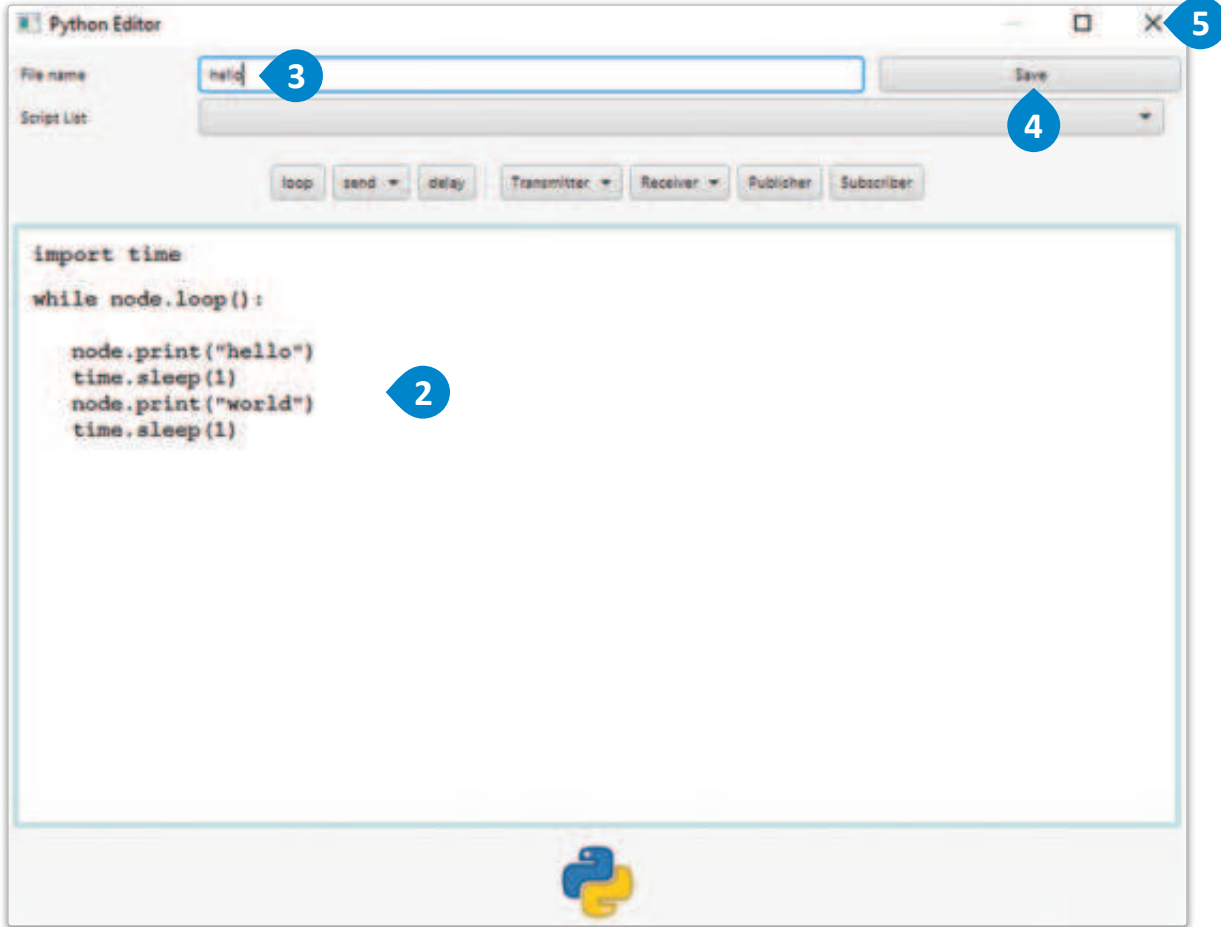 Python Editor
5
File name
hello
3
Save
Script List
4
loop send delay Transmitter Receiver Publisher Subscriber
import time
while node.loop():
node.print("hello")
time.sleep(1)
node.print("world")
time.sleep(1)
2